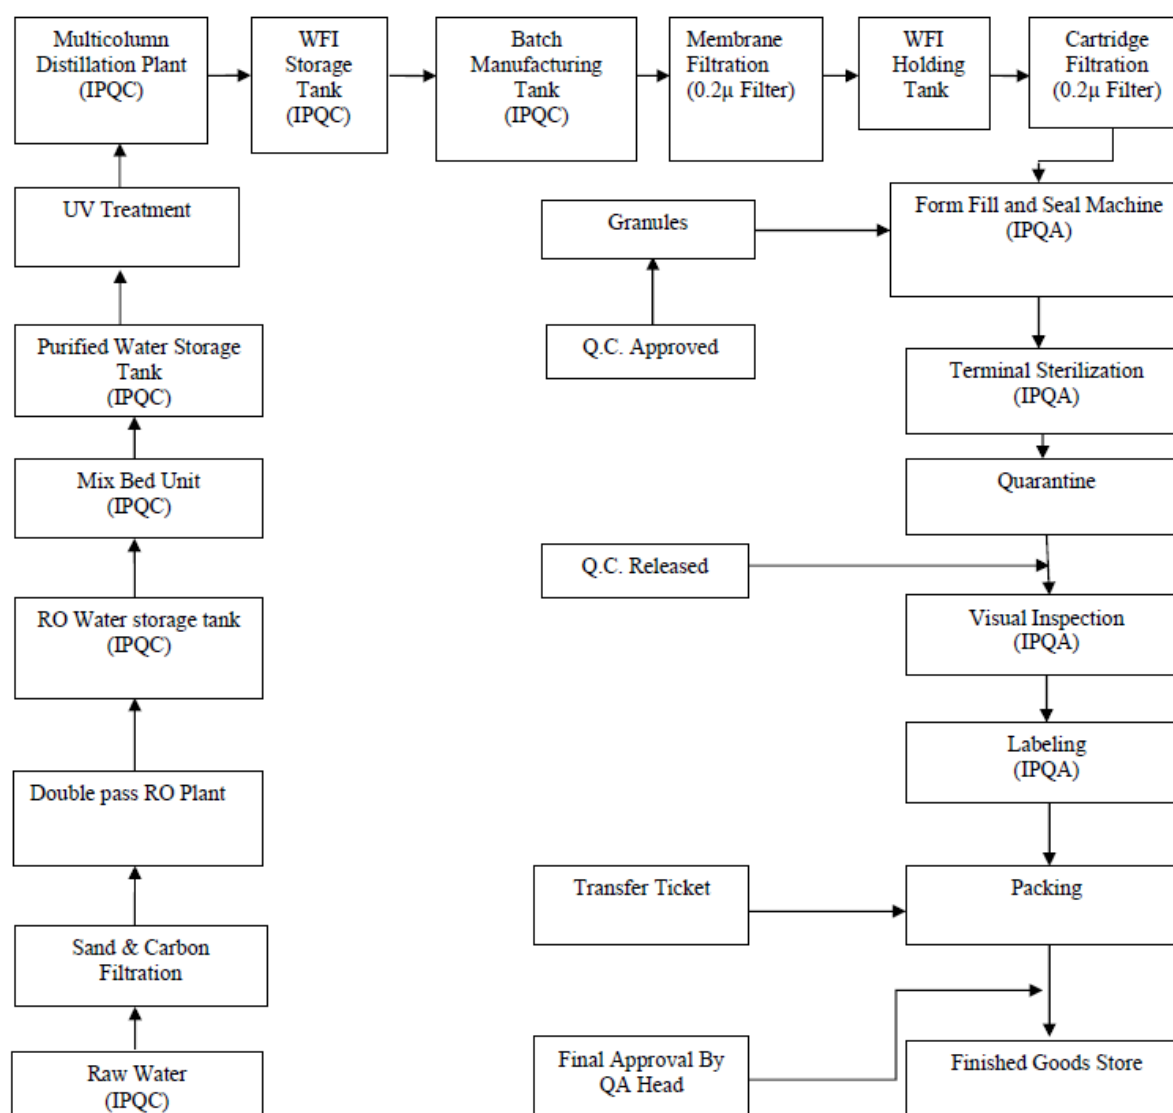 Multicolumn
Distillation Plant
(IPQC)
WFI
Storage
Tank
(IPQC)
Batch
Manufacturing
Tank
(IPQC)
Membrane
Filtration
(0.2µ Filter)
WFI
Holding
Tank
Cartridge
Filtration
(0.2µ Filter)
UV Treatment
Granules
Form Fill and Seal Machine
(IPQA)
Purified Water Storage
Tank
(IPQC)
Q.C. Approved
Terminal Sterilization
(IPQA)
Mix Bed Unit
(IPQC)
Quarantine
Q.C. Released
RO Water storage tank
(IPQC)
Visual Inspection
(IPQA)
Labeling
(IPQA)
Double pass RO Plant
Transfer Ticket
Packing
Sand & Carbon
Filtration
Final Approval By
QA Head
Finished Goods Store
Raw Water
(IPQC)